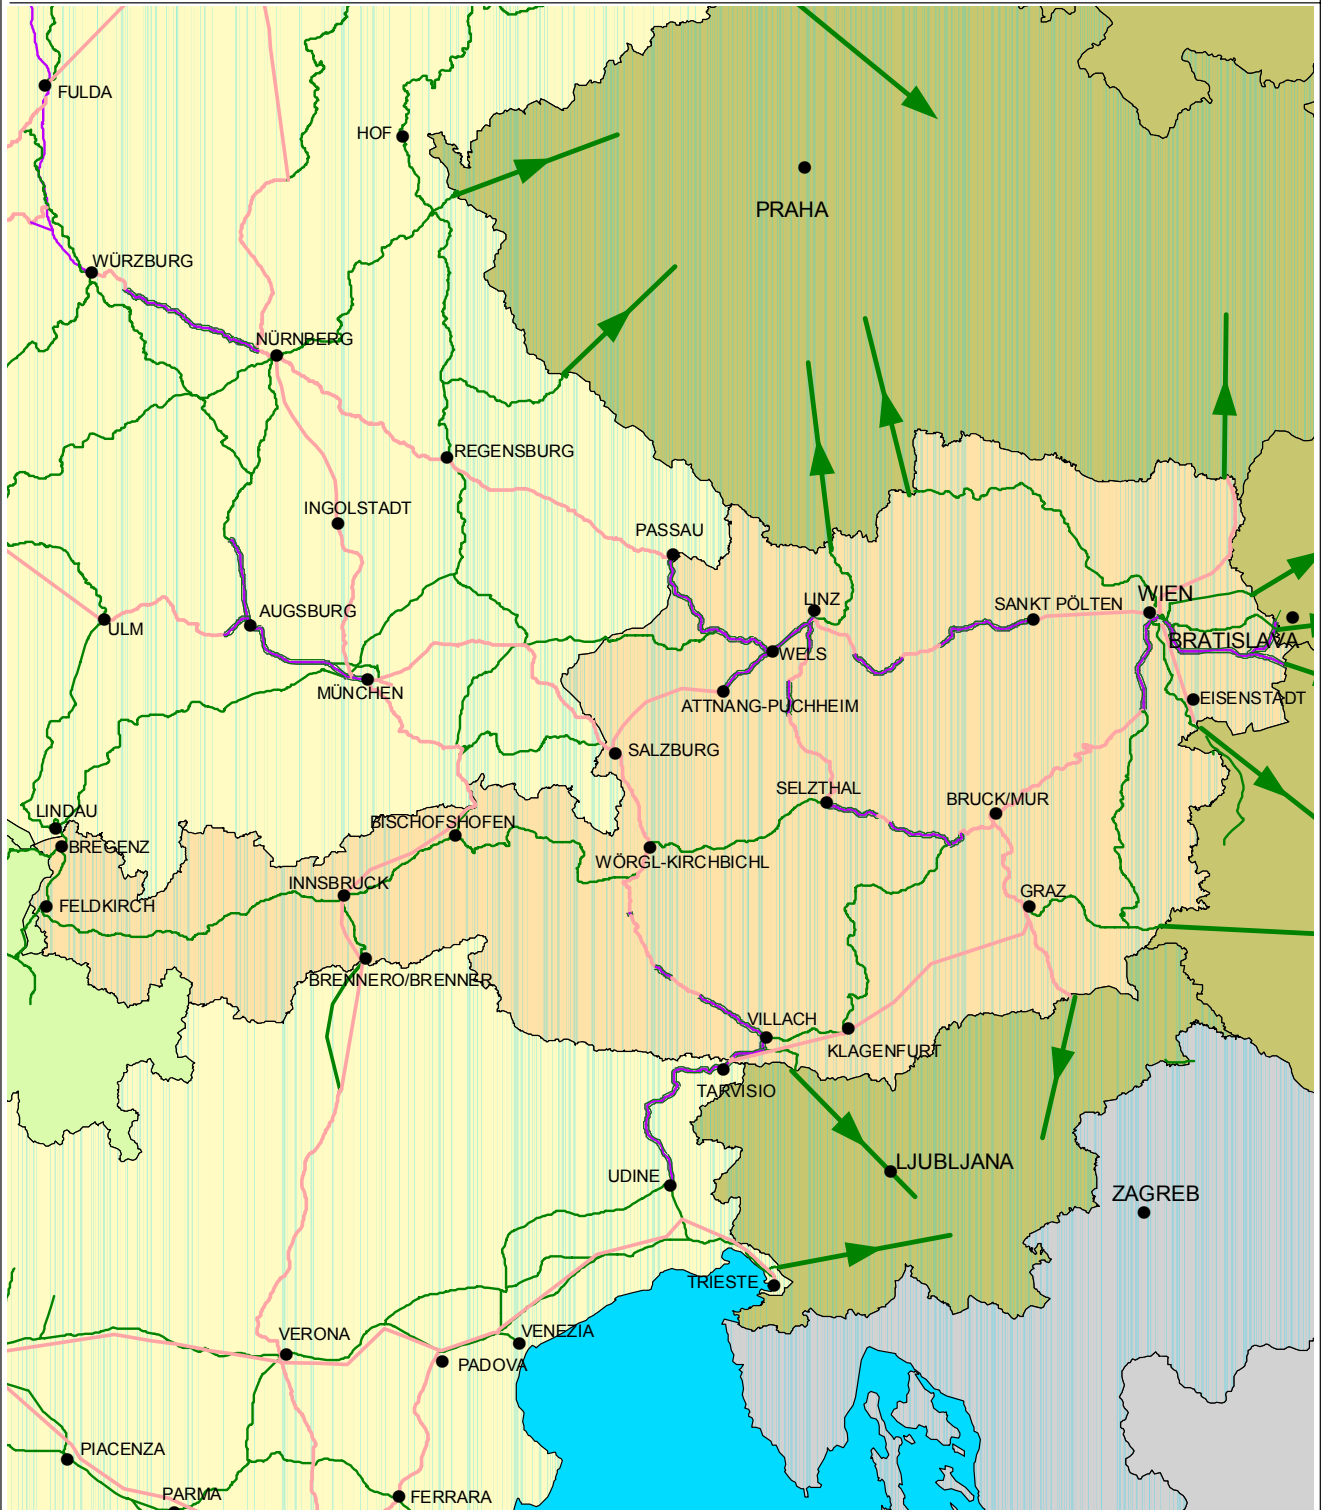 FULDA
HOF
PRAHA
WÜRZBURG
NÜRNBERG
REGENSBURG
INGOLSTADT
PASSAU
LINZ
SANKT PÖLTEN
WIEN
AUGSBURG
ULM
BRATISLAVA
WELS
MÜNCHEN
ATTNANG-PUCHHEIM
EISENSTADT
SALZBURG
SELZTHAL
BRUCK/MUR
LINDAU
BISCHOFSHOFEN
BREGENZ
WÖRGL-KIRCHBICHL
INNSBRUCK
GRAZ
FELDKIRCH
BRENNERO/BRENNER
VILLACH
KLAGENFURT
TARVISIO
LJUBLJANA
UDINE
ZAGREB
TRIESTE
VERONA
VENEZIA
PADOVA
PIACENZA
PARMA
FERRARA